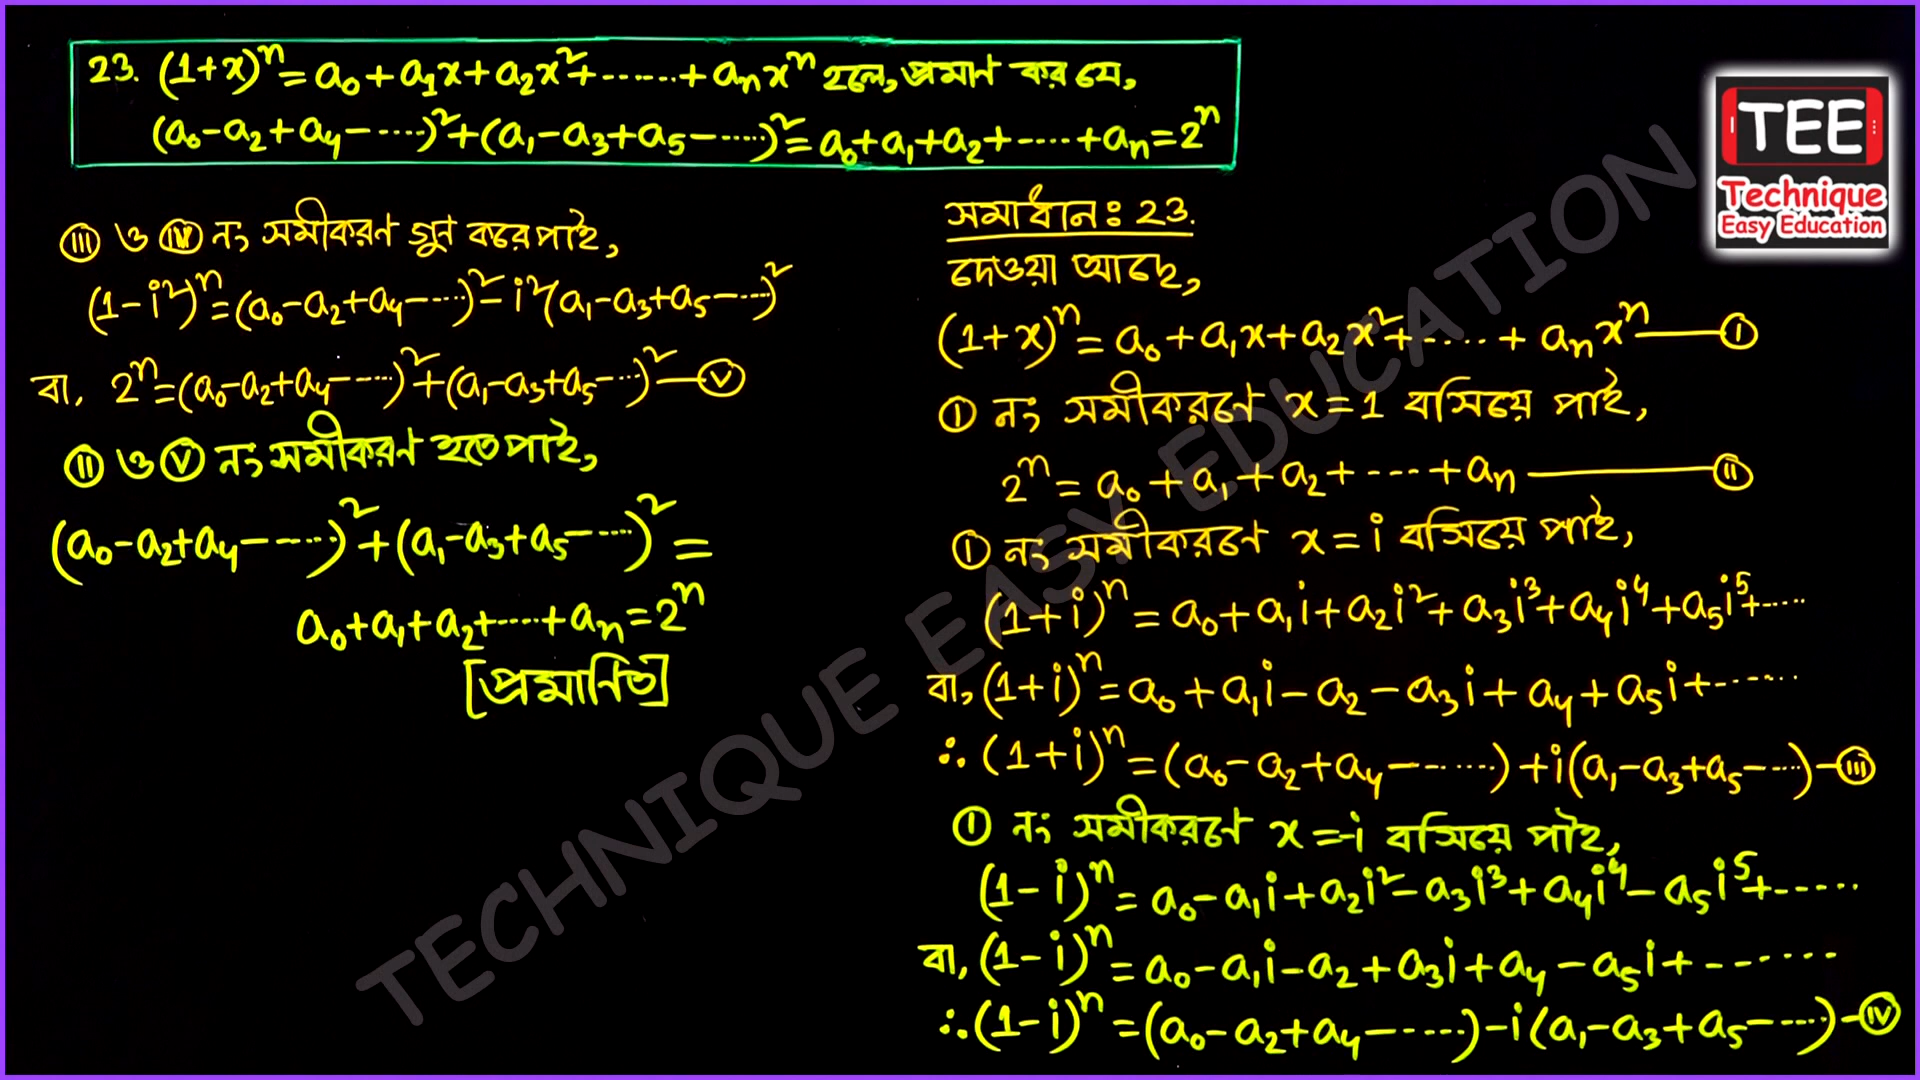 23. (1+x)ⁿ = a₀ + a₁x + a₂x² + ...... + aₙxⁿ হলে, প্রমাণ কর যে,
(a₀-a₂+a₄-.....)² + (a₁-a₃+a₅-.....)² = a₀+a₁+a₂+.....+aₙ = 2ⁿ
TEE
Technique
Easy Education
সমাধান: 23.
দেওয়া আছে,
(1+x)ⁿ = a₀ + a₁x + a₂x² + ..... + aₙxⁿ —— (i)
(i) নং সমীকরণে x = 1 বসিয়ে পাই,
2ⁿ = a₀ + a₁ + a₂ + .... + aₙ —— (ii)
(i) নং সমীকরণে x = i বসিয়ে পাই,
(1+i)ⁿ = a₀ + a₁i + a₂i² + a₃i³ + a₄i⁴ + a₅i⁵ + .....
বা, (1+i)ⁿ = a₀ + a₁i - a₂ - a₃i + a₄ + a₅i + ......
∴ (1+i)ⁿ = (a₀ - a₂ + a₄ - ......) + i(a₁ - a₃ + a₅ - ....) — (iii)
(i) নং সমীকরণে x = -i বসিয়ে পাই,
(1-i)ⁿ = a₀ - a₁i + a₂i² - a₃i³ + a₄i⁴ - a₅i⁵ + .....
বা, (1-i)ⁿ = a₀ - a₁i - a₂ + a₃i + a₄ - a₅i + ......
∴ (1-i)ⁿ = (a₀ - a₂ + a₄ - .....) - i(a₁ - a₃ + a₅ - ....) — (iv)
(iii) ও (iv) নং সমীকরণ গুন করে পাই,
(1-i²)ⁿ = (a₀-a₂+a₄-....)² - i²(a₁-a₃+a₅-...)²
বা, 2ⁿ = (a₀-a₂+a₄-....)² + (a₁-a₃+a₅-...)² — (v)
(ii) ও (v) নং সমীকরণ হতে পাই,
(a₀-a₂+a₄-.....)² + (a₁-a₃+a₅-....)² =
a₀+a₁+a₂+....+aₙ = 2ⁿ
[প্রমাণিত]
TECHNIQUE EASY EDUCATION